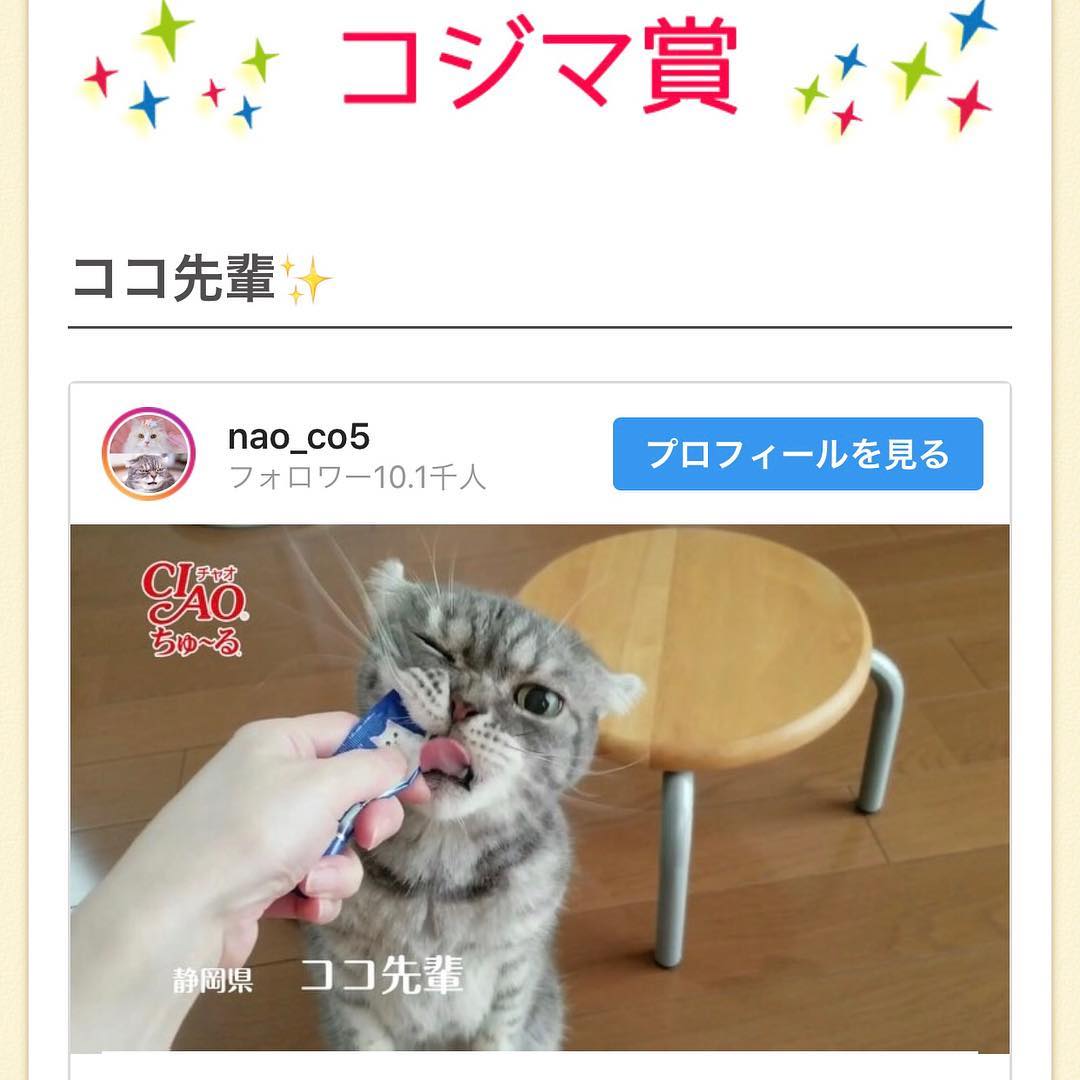 コジマ賞
ココ先輩✨
nao_co5
フォロワー10.1千人
プロフィールを見る
CIAO チャオ
ちゅ〜る
静岡県 ココ先輩